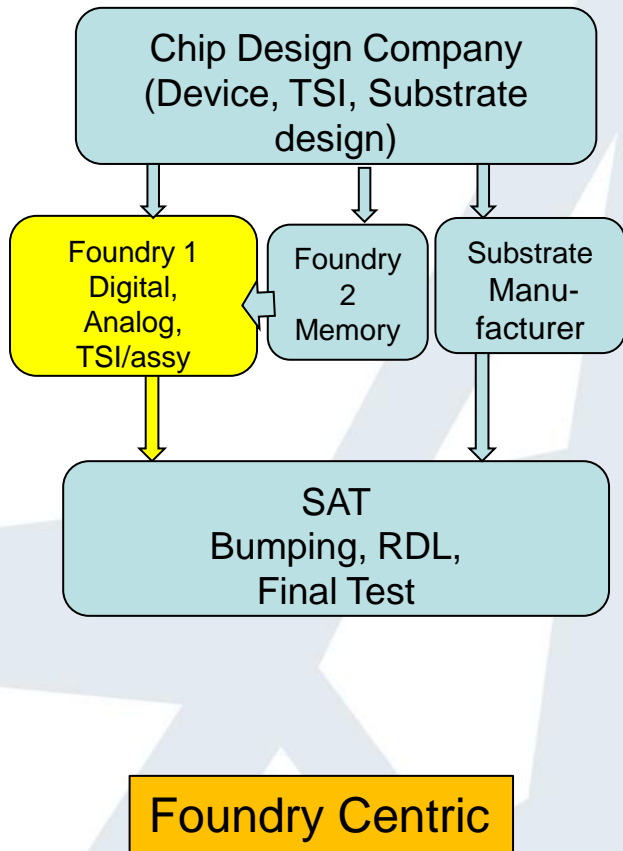 Chip Design Company
(Device, TSI, Substrate
design)
Foundry 1
Digital,
Analog,
TSI/assy
Foundry
2
Memory
Substrate
Manu-
facturer
SAT
Bumping, RDL,
Final Test
Foundry Centric